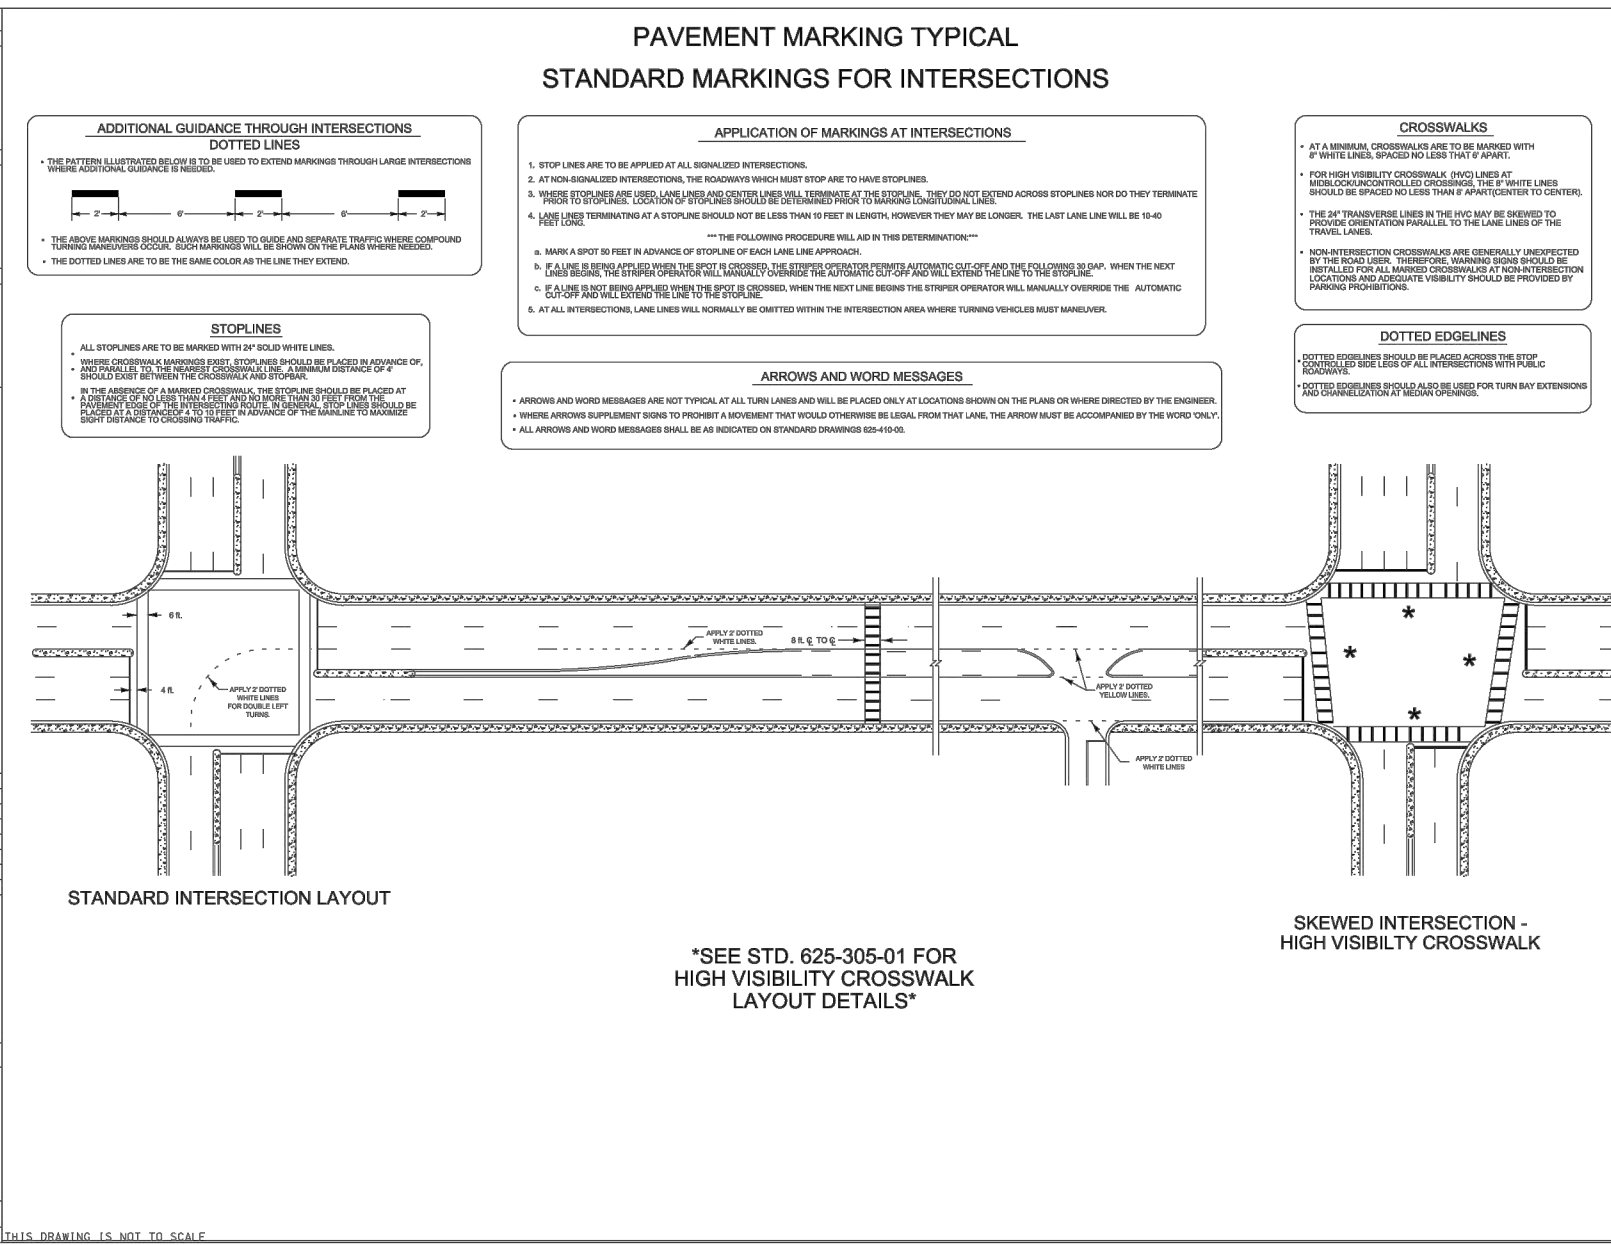 PAVEMENT MARKING TYPICAL
STANDARD MARKINGS FOR INTERSECTIONS
ADDITIONAL GUIDANCE THROUGH INTERSECTIONS
DOTTED LINES
• THE PATTERN ILLUSTRATED BELOW IS TO BE USED TO EXTEND MARKINGS THROUGH LARGE INTERSECTIONS
WHERE ADDITIONAL GUIDANCE IS NEEDED.
2' 6' 2' 6' 2'
• THE ABOVE MARKINGS SHOULD ALWAYS BE USED TO GUIDE AND SEPARATE TRAFFIC WHERE COMPOUND
TURNING MANEUVERS OCCUR. SUCH MARKINGS WILL BE SHOWN ON THE PLANS WHERE NEEDED.
• THE DOTTED LINES ARE TO BE THE SAME COLOR AS THE LINE THEY EXTEND.
STOPLINES
• ALL STOPLINES ARE TO BE MARKED WITH 24" SOLID WHITE LINES.
WHERE CROSSWALK MARKINGS EXIST, STOPLINES SHOULD BE PLACED IN ADVANCE OF,
• AND PARALLEL TO, THE NEAREST CROSSWALK LINE. A MINIMUM DISTANCE OF 4'
SHOULD EXIST BETWEEN THE CROSSWALK AND STOPBAR.
IN THE ABSENCE OF A MARKED CROSSWALK, THE STOPLINE SHOULD BE PLACED AT
• A DISTANCE OF NO LESS THAN 4 FEET AND NO MORE THAN 30 FEET FROM THE
PAVEMENT EDGE OF THE INTERSECTING ROUTE. IN GENERAL, STOP LINES SHOULD BE
PLACED AT A DISTANCEOF 4 TO 10 FEET IN ADVANCE OF THE MAINLINE TO MAXIMIZE
SIGHT DISTANCE TO CROSSING TRAFFIC.
APPLICATION OF MARKINGS AT INTERSECTIONS
1. STOP LINES ARE TO BE APPLIED AT ALL SIGNALIZED INTERSECTIONS.
2. AT NON-SIGNALIZED INTERSECTIONS, THE ROADWAYS WHICH MUST STOP ARE TO HAVE STOPLINES.
3. WHERE STOPLINES ARE USED, LANE LINES AND CENTER LINES WILL TERMINATE AT THE STOPLINE. THEY DO NOT EXTEND ACROSS STOPLINES NOR DO THEY TERMINATE
PRIOR TO STOPLINES. LOCATION OF STOPLINES SHOULD BE DETERMINED PRIOR TO MARKING LONGITUDINAL LINES.
4. LANE LINES TERMINATING AT A STOPLINE SHOULD NOT BE LESS THAN 10 FEET IN LENGTH, HOWEVER THEY MAY BE LONGER. THE LAST LANE LINE WILL BE 10-40
FEET LONG.
*** THE FOLLOWING PROCEDURE WILL AID IN THIS DETERMINATION:***
a. MARK A SPOT 50 FEET IN ADVANCE OF STOPLINE OF EACH LANE LINE APPROACH.
b. IF A LINE IS BEING APPLIED WHEN THE SPOT IS CROSSED, THE STRIPER OPERATOR PERMITS AUTOMATIC CUT-OFF AND THE FOLLOWING 30 GAP. WHEN THE NEXT
LINES BEGINS, THE STRIPER OPERATOR WILL MANUALLY OVERRIDE THE AUTOMATIC CUT-OFF AND WILL EXTEND THE LINE TO THE STOPLINE.
c. IF A LINE IS NOT BEING APPLIED WHEN THE SPOT IS CROSSED, WHEN THE NEXT LINE BEGINS THE STRIPER OPERATOR WILL MANUALLY OVERRIDE THE AUTOMATIC
CUT-OFF AND WILL EXTEND THE LINE TO THE STOPLINE.
5. AT ALL INTERSECTIONS, LANE LINES WILL NORMALLY BE OMITTED WITHIN THE INTERSECTION AREA WHERE TURNING VEHICLES MUST MANEUVER.
ARROWS AND WORD MESSAGES
• ARROWS AND WORD MESSAGES ARE NOT TYPICAL AT ALL TURN LANES AND WILL BE PLACED ONLY AT LOCATIONS SHOWN ON THE PLANS OR WHERE DIRECTED BY THE ENGINEER.
• WHERE ARROWS SUPPLEMENT SIGNS TO PROHIBIT A MOVEMENT THAT WOULD OTHERWISE BE LEGAL FROM THAT LANE, THE ARROW MUST BE ACCOMPANIED BY THE WORD 'ONLY'.
• ALL ARROWS AND WORD MESSAGES SHALL BE AS INDICATED ON STANDARD DRAWINGS 625-410-00.
CROSSWALKS
• AT A MINIMUM, CROSSWALKS ARE TO BE MARKED WITH
8" WHITE LINES, SPACED NO LESS THAT 6' APART.
• FOR HIGH VISIBILITY CROSSWALK (HVC) LINES AT
MIDBLOCK/UNCONTROLLED CROSSINGS, THE 8" WHITE LINES
SHOULD BE SPACED NO LESS THAN 8' APART(CENTER TO CENTER).
• THE 24" TRANSVERSE LINES IN THE HVC MAY BE SKEWED TO
PROVIDE ORIENTATION PARALLEL TO THE LANE LINES OF THE
TRAVEL LANES.
• NON-INTERSECTION CROSSWALKS ARE GENERALLY UNEXPECTED
BY THE ROAD USER. THEREFORE, WARNING SIGNS SHOULD BE
INSTALLED FOR ALL MARKED CROSSWALKS AT NON-INTERSECTION
LOCATIONS AND ADEQUATE VISIBILITY SHOULD BE PROVIDED BY
PARKING PROHIBITIONS.
DOTTED EDGELINES
• DOTTED EDGELINES SHOULD BE PLACED ACROSS THE STOP
CONTROLLED SIDE LEGS OF ALL INTERSECTIONS WITH PUBLIC
ROADWAYS.
• DOTTED EDGELINES SHOULD ALSO BE USED FOR TURN BAY EXTENSIONS
AND CHANNELIZATION AT MEDIAN OPENINGS.
6 ft.
4 ft.
APPLY 2' DOTTED
WHITE LINES
FOR DOUBLE LEFT
TURNS.
APPLY 2' DOTTED
WHITE LINES.
8 ft. ℄ TO ℄
APPLY 2' DOTTED
YELLOW LINES.
APPLY 2' DOTTED
WHITE LINES
*
*
*
*
STANDARD INTERSECTION LAYOUT
SKEWED INTERSECTION -
HIGH VISIBILTY CROSSWALK
*SEE STD. 625-305-01 FOR
HIGH VISIBILITY CROSSWALK
LAYOUT DETAILS*
THIS DRAWING IS NOT TO SCALE